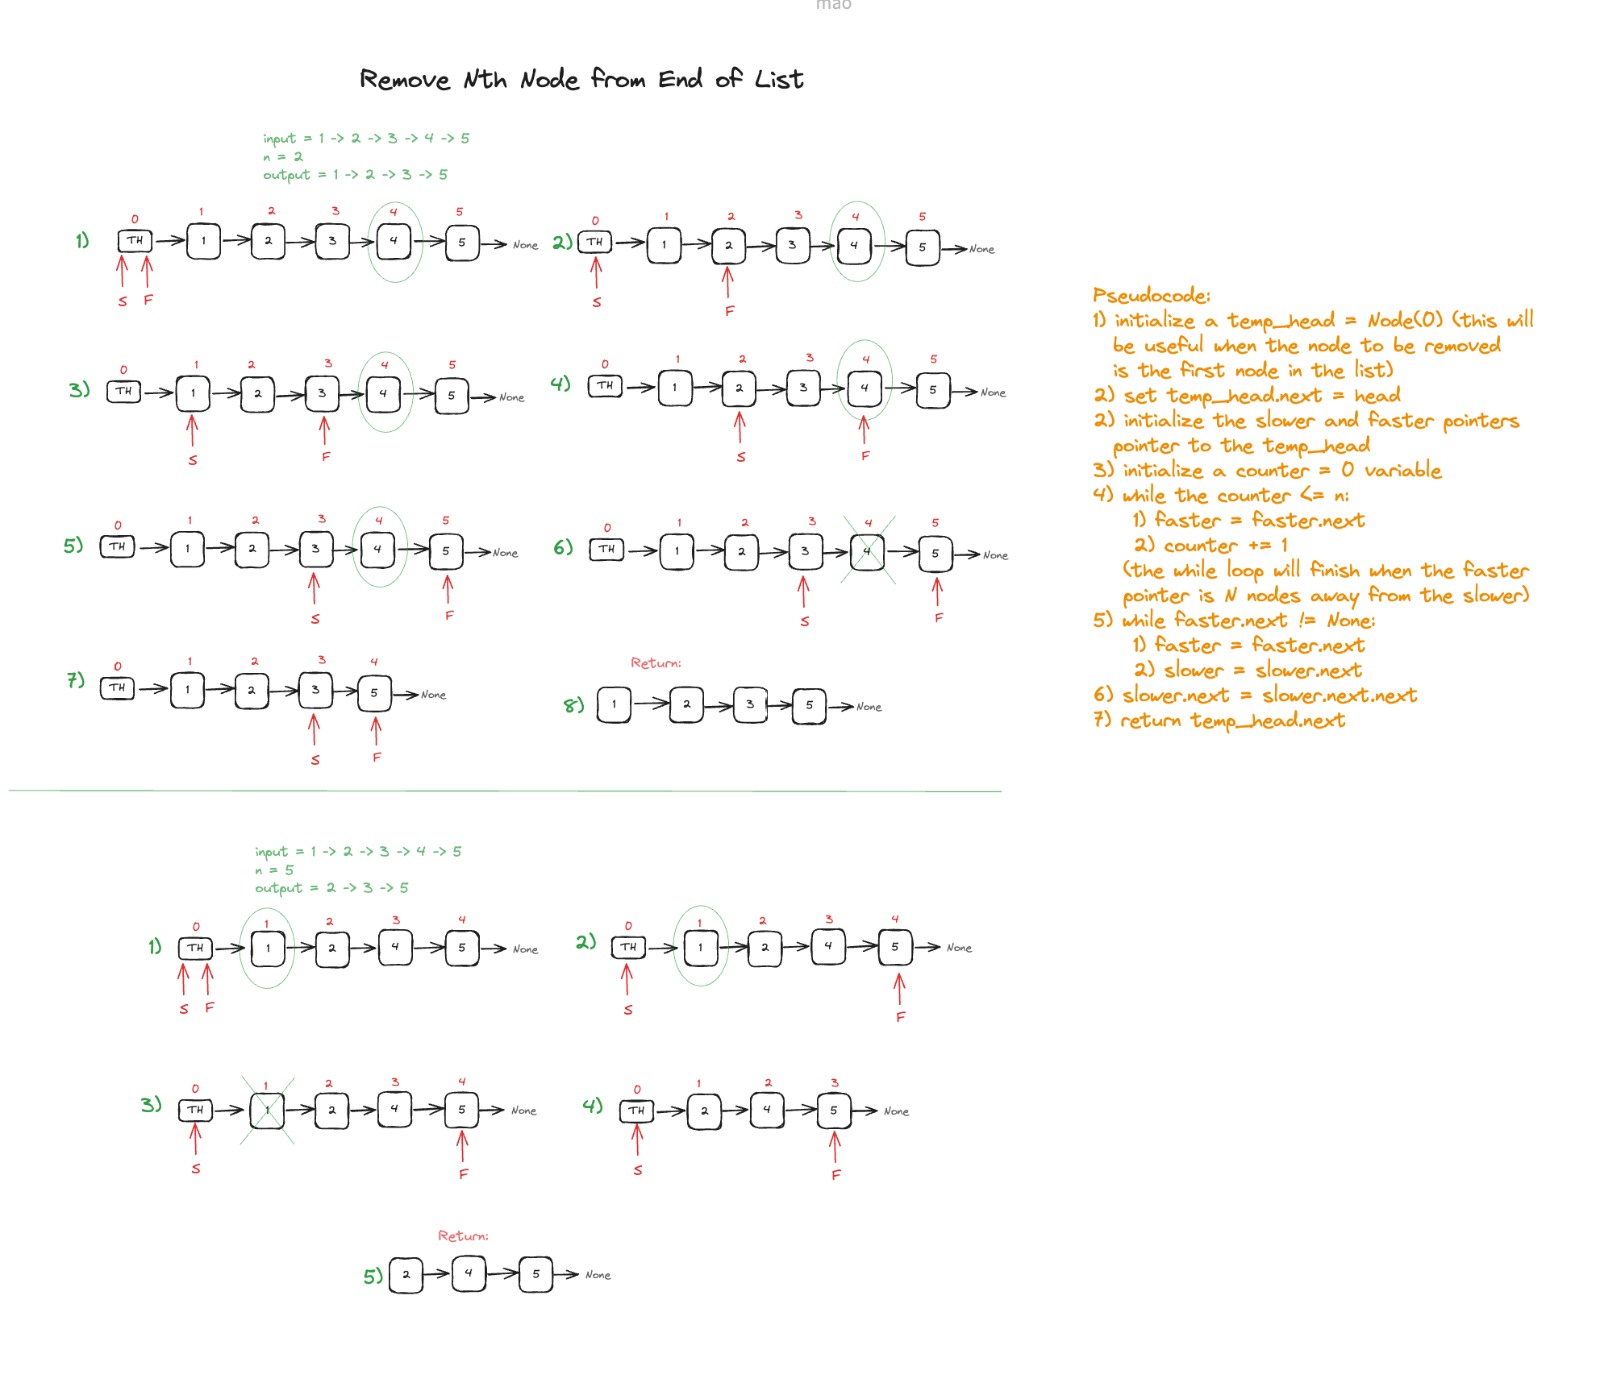 mao
Remove Nth Node from End of List
input = 1 -> 2 -> 3 -> 4 -> 5
n = 2
output = 1 -> 2 -> 3 -> 5
0 1 2 3 4 5
1) TH 1 2 3 4 5 None
S F
0 1 2 3 4 5
2) TH 1 2 3 4 5 None
S F
0 1 2 3 4 5
3) TH 1 2 3 4 5 None
S F
0 1 2 3 4 5
4) TH 1 2 3 4 5 None
S F
0 1 2 3 4 5
5) TH 1 2 3 4 5 None
S F
0 1 2 3 4 5
6) TH 1 2 3 4 5 None
S F
0 1 2 3 4
7) TH 1 2 3 5 None
S F
Return:
8) 1 2 3 5 None
Pseudocode:
1) initialize a temp_head = Node(0) (this will
be useful when the node to be removed
is the first node in the list)
2) set temp_head.next = head
2) initialize the slower and faster pointers
pointer to the temp_head
3) initialize a counter = 0 variable
4) while the counter <= n:
1) faster = faster.next
2) counter += 1
(the while loop will finish when the faster
pointer is N nodes away from the slower)
5) while faster.next != None:
1) faster = faster.next
2) slower = slower.next
6) slower.next = slower.next.next
7) return temp_head.next
input = 1 -> 2 -> 3 -> 4 -> 5
n = 5
output = 2 -> 3 -> 5
0 1 2 3 4
1) TH 1 2 4 5 None
S F
0 1 2 3 4
2) TH 1 2 4 5 None
S F
0 1 2 3 4
3) TH 1 2 4 5 None
S F
0 1 2 3
4) TH 2 4 5 None
S F
Return:
5) 2 4 5 None